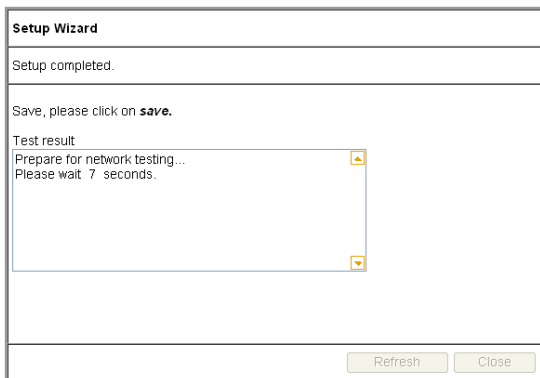 Setup Wizard
Setup completed.
Save, please click on save.
Test result
Prepare for network testing...
Please wait 7 seconds.
Refresh Close